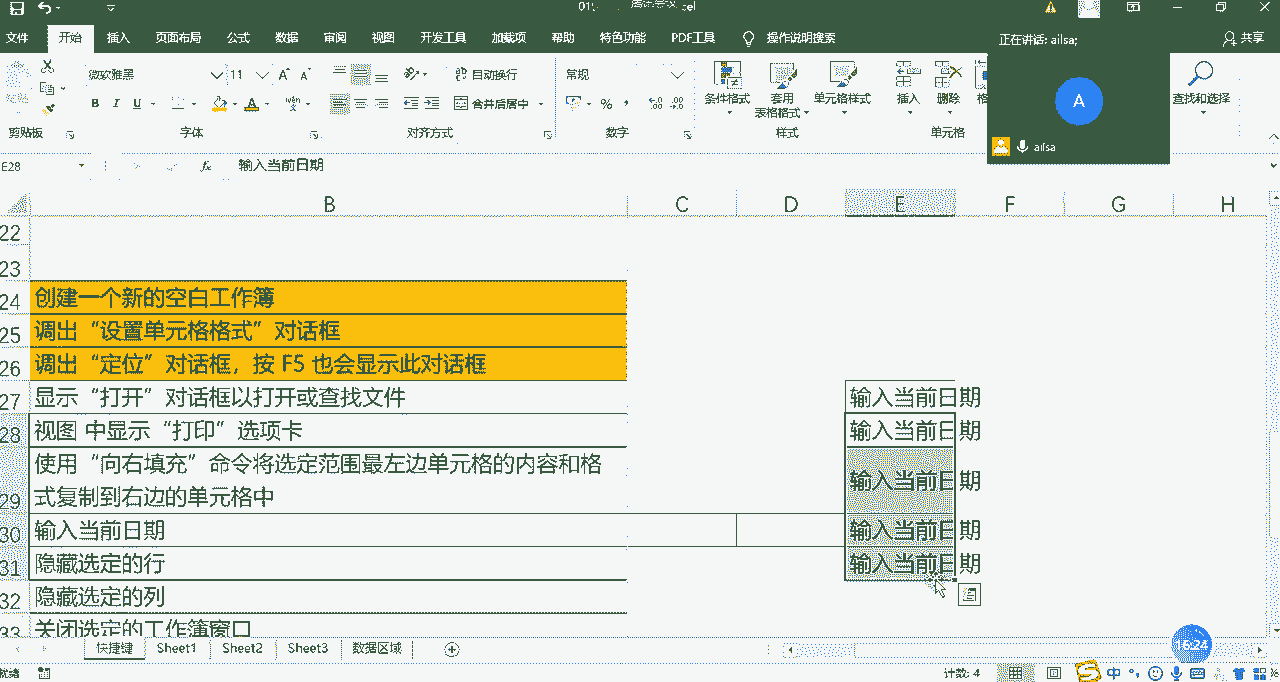 01
腾讯会议
cel
文件 开始 插入 页面布局 公式 数据 审阅 视图 开发工具 加载项 帮助 特色功能 PDF工具 操作说明搜索
正在讲话: ailsa;
共享
微软雅黑 11
自动换行
常规
B I U
合并后居中
% ,
条件格式
套用
表格格式
单元格样式
插入
删除
格
查找和选择
剪贴板 字体 对齐方式 数字 样式 单元格
A
ailsa
E28 fx 输入当前日期
B C D E F G H
22
23
24 创建一个新的空白工作簿
25 调出“设置单元格格式”对话框
26 调出“定位”对话框，按 F5 也会显示此对话框
27 显示“打开”对话框以打开或查找文件 输入当前日期
28 视图 中显示“打印”选项卡 输入当前日期
使用“向右填充”命令将选定范围最左边单元格的内容和格 输入当前日期
29 式复制到右边的单元格中
30 输入当前日期 输入当前日期
31 隐藏选定的行 输入当前日期
32 隐藏选定的列
33 关闭选定的工作簿窗口
快捷键 Sheet1 Sheet2 Sheet3 数据区域
16:24
就绪 计数: 4 中